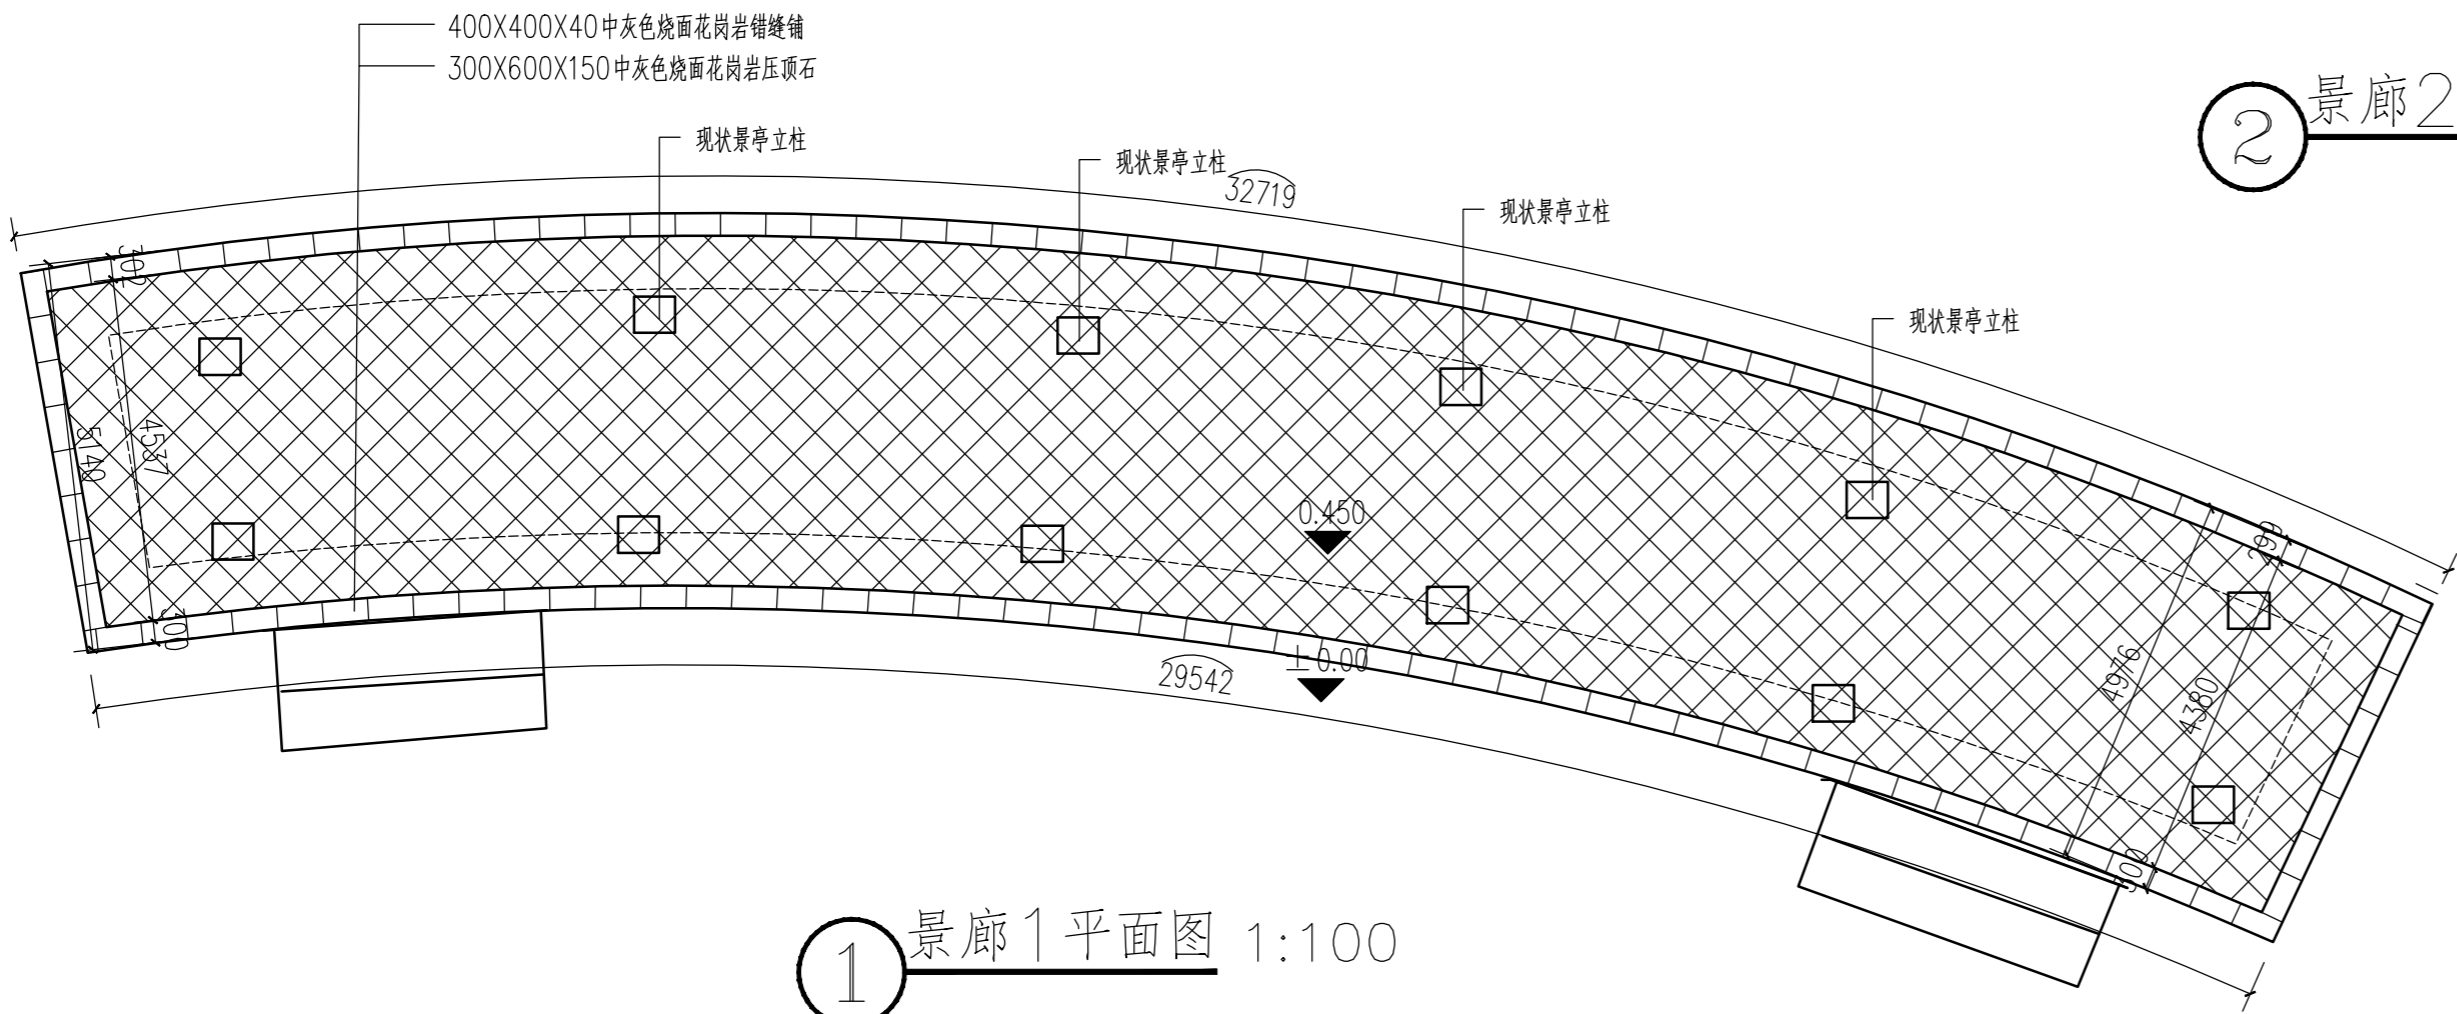 400X400X40中灰色烧面花岗岩错缝铺
300X600X150中灰色烧面花岗岩压顶石
现状景亭立柱
现状景亭立柱
32719
现状景亭立柱
现状景亭立柱
2
景廊2
302
4537
5140
300
0.450
±0.00
29542
299
4976
4380
300
1
景廊1平面图 1:100